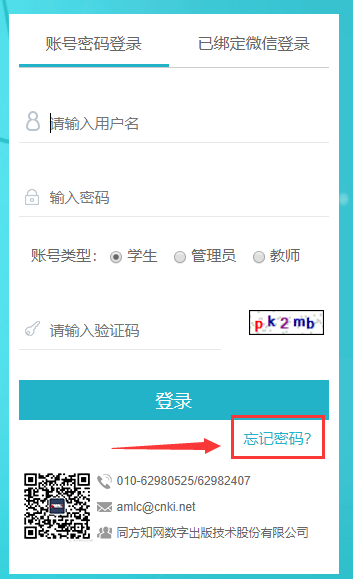 账号密码登录 已绑定微信登录
请输入用户名
输入密码
账号类型: 学生 管理员 教师
请输入验证码 pk2mb
登录
忘记密码?
010-62980525/62982407
amlc@cnki.net
同方知网数字出版技术股份有限公司